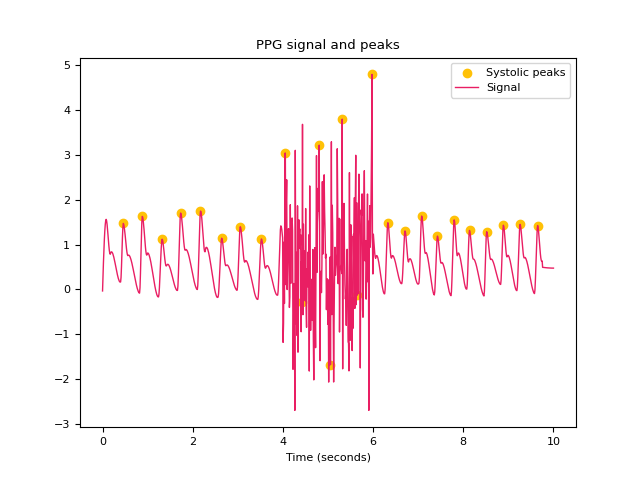 PPG signal and peaks
Systolic peaks
Signal
5
4
3
2
1
0
−1
−2
−3
0 2 4 6 8 10
Time (seconds)